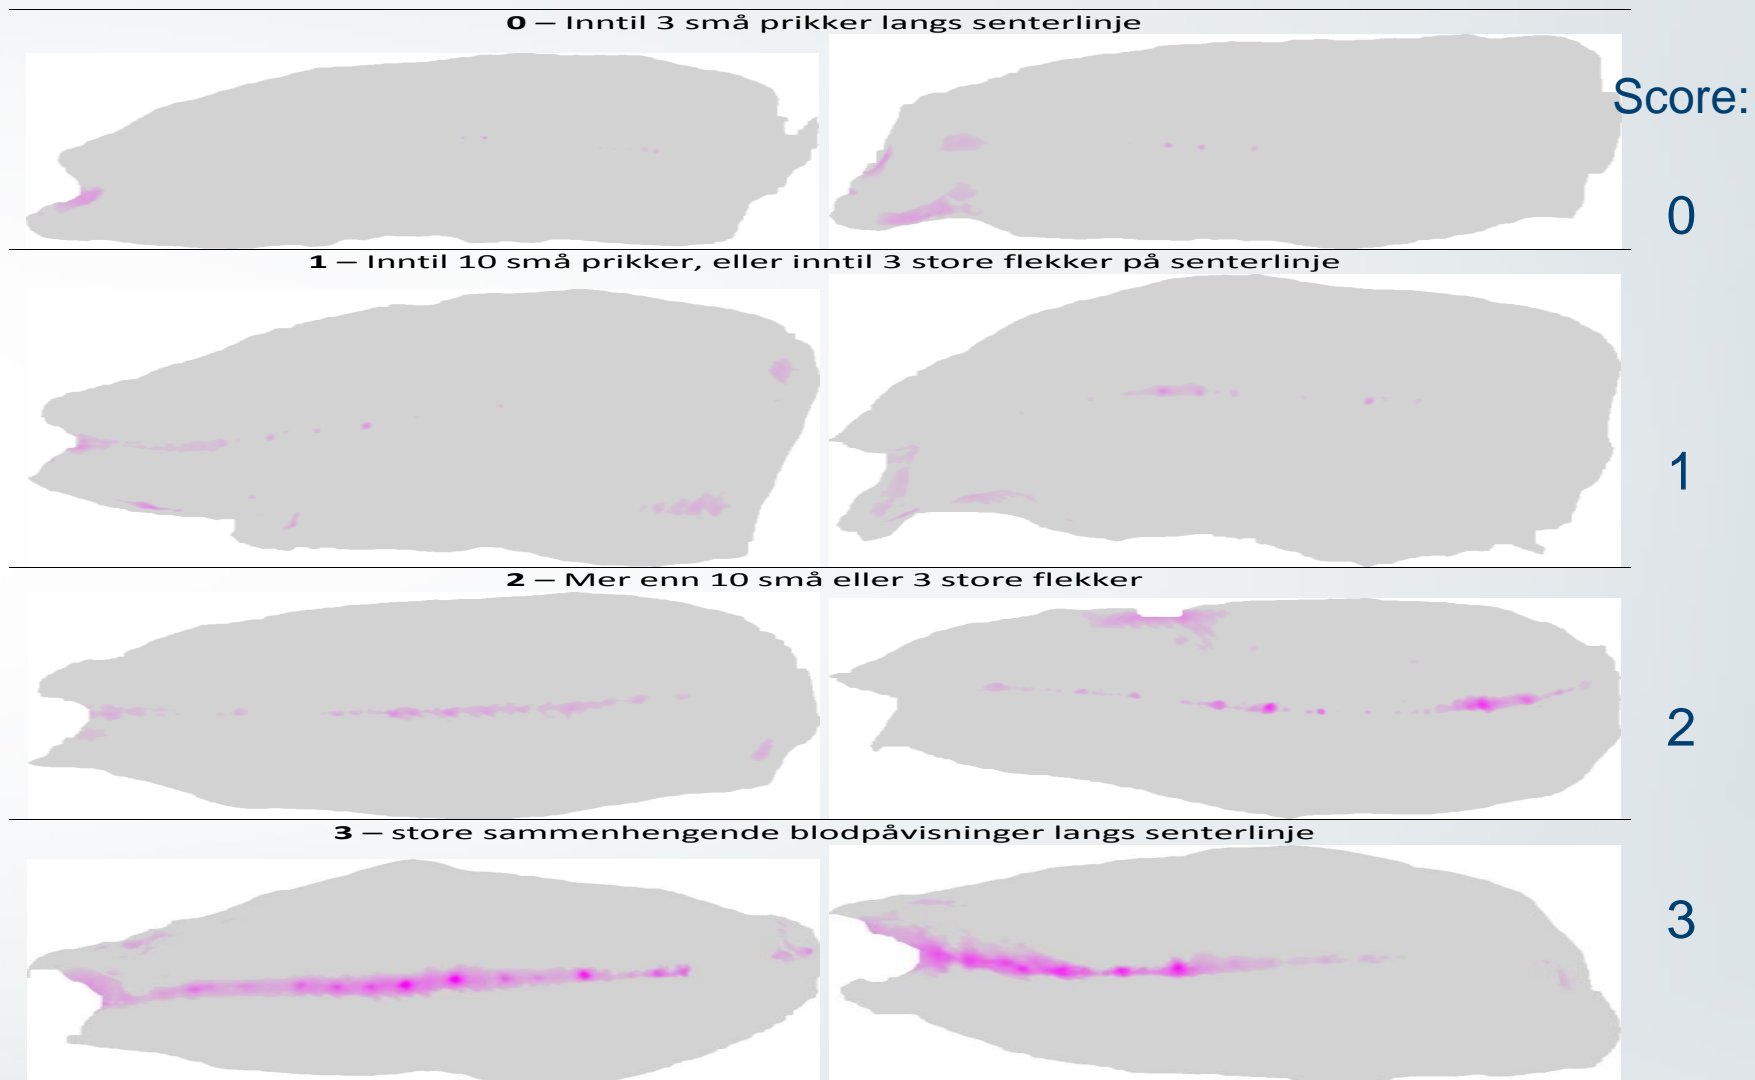 0 – Inntil 3 små prikker langs senterlinje
Score:
0
1 – Inntil 10 små prikker, eller inntil 3 store flekker på senterlinje
1
2 – Mer enn 10 små eller 3 store flekker
2
3 – store sammenhengende blodpåvisninger langs senterlinje
3